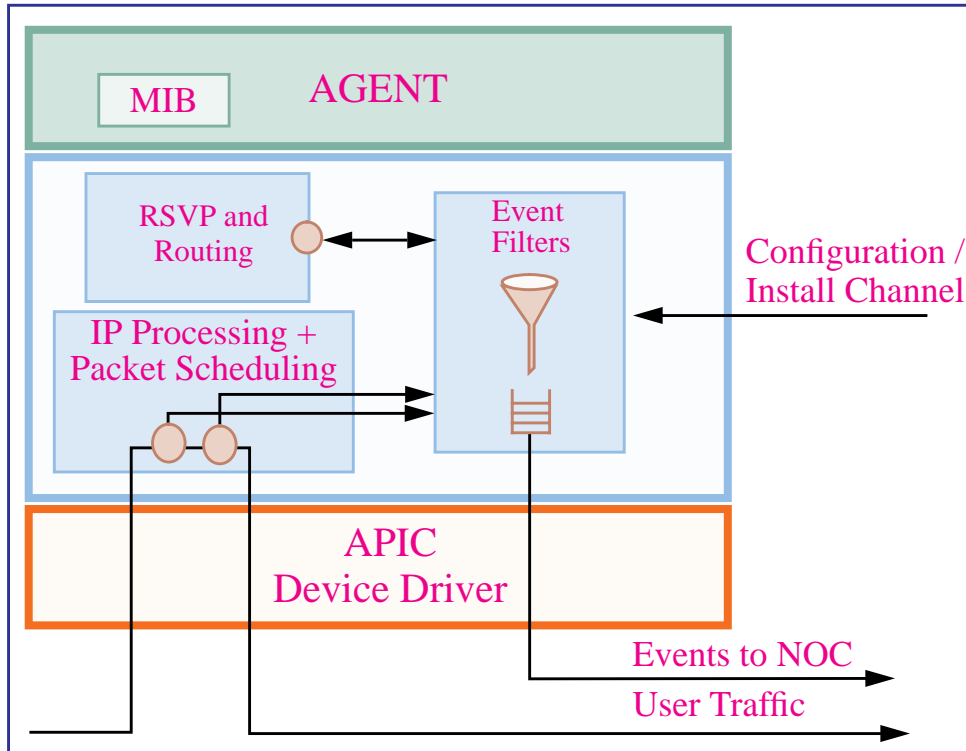 AGENT
MIB
RSVP and
Routing
Event
Filters
Configuration /
Install Channel
IP Processing +
Packet Scheduling
APIC
Device Driver
Events to NOC
User Traffic